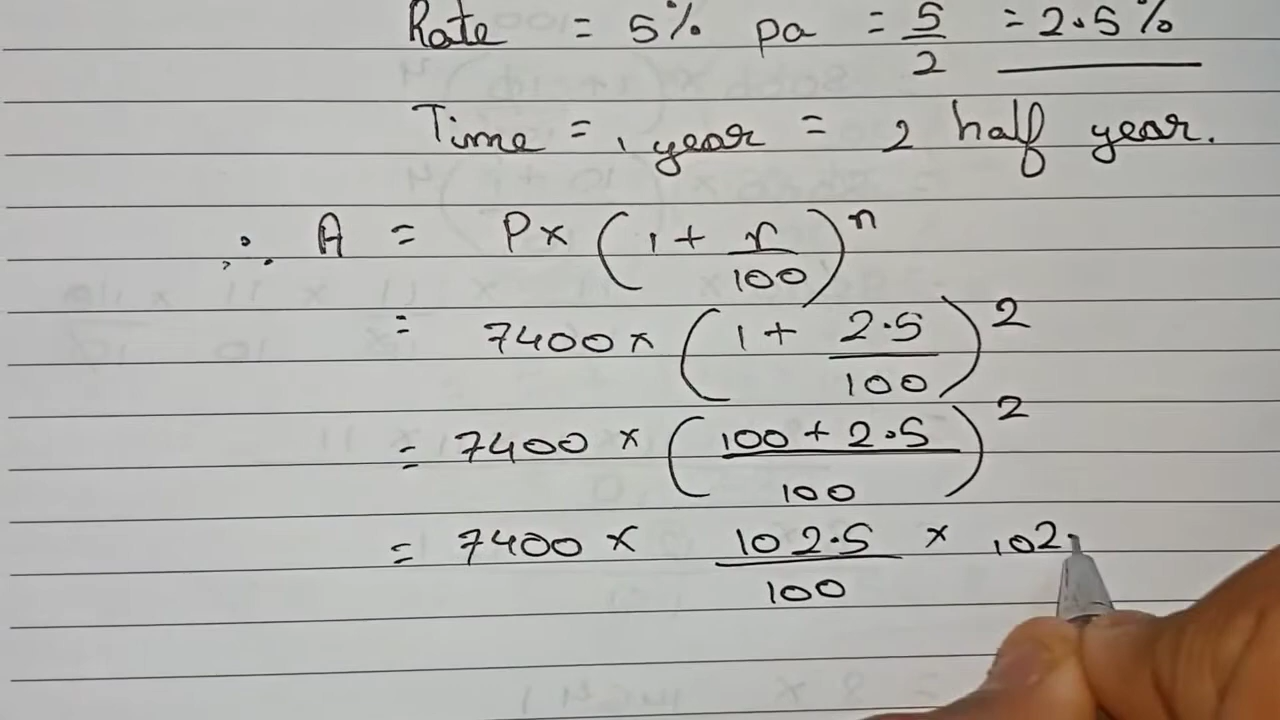 Rate = 5% pa = 5/2 = 2.5%
Time = 1 year = 2 half year.
∴ A = P× (1 + r/100)^n
= 7400 × (1 + 2.5/100)^2
= 7400 × (100 + 2.5/100)^2
= 7400 × 102.5/100 × 102.